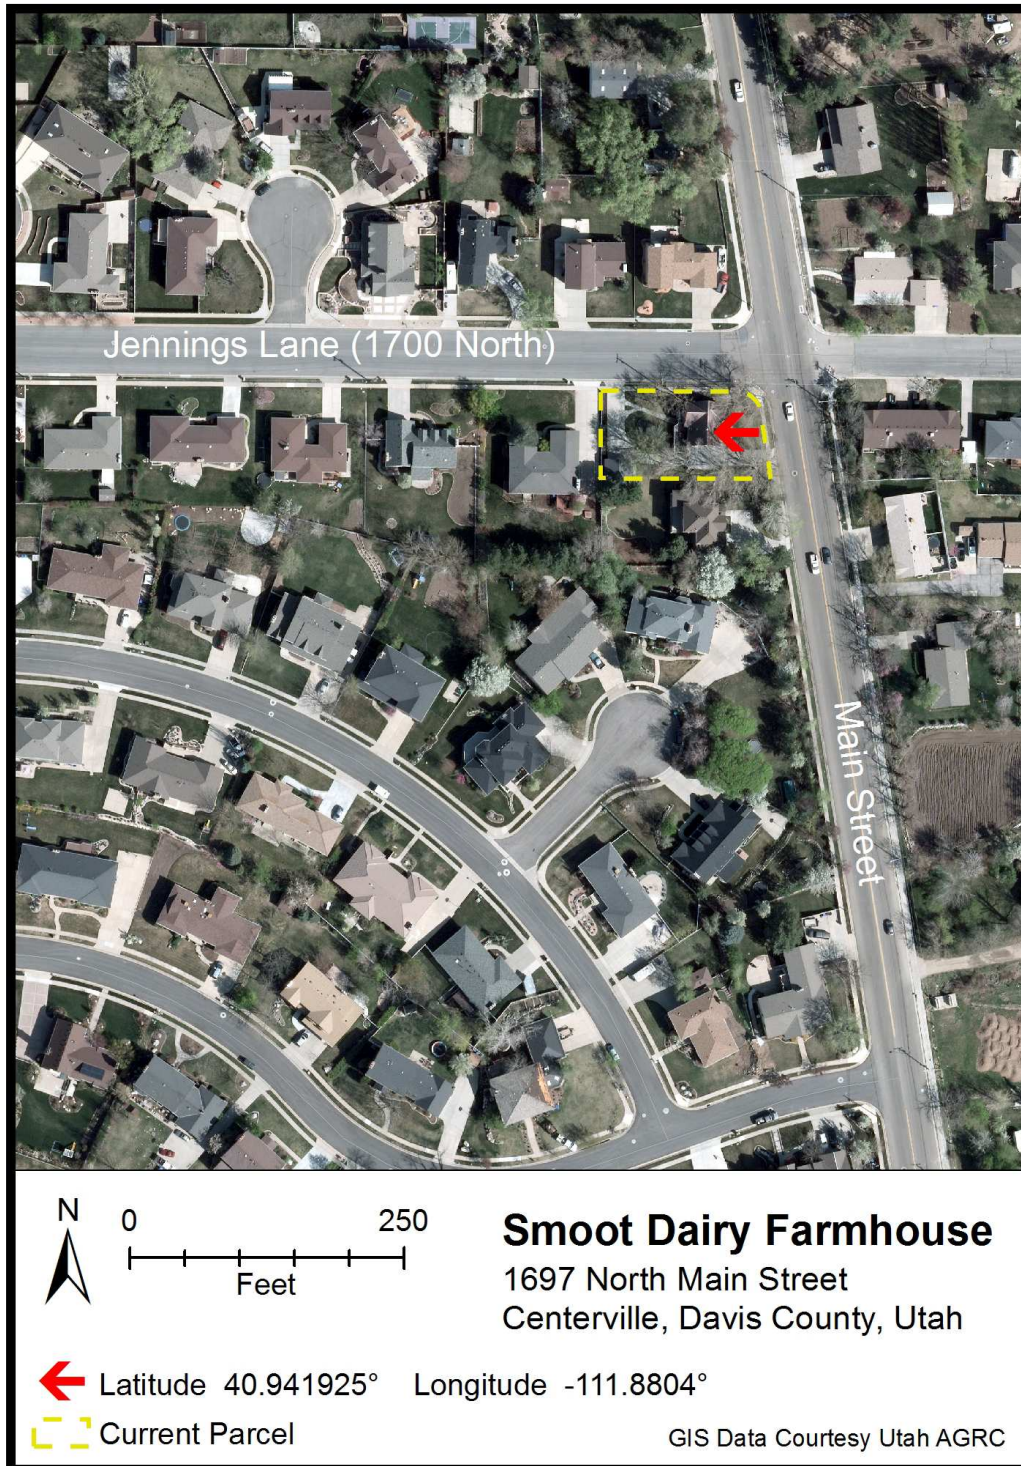 Jennings Lane (1700 North)
Main Street
N
0 250
Feet
Smoot Dairy Farmhouse
1697 North Main Street
Centerville, Davis County, Utah
Latitude 40.941925° Longitude -111.8804°
Current Parcel
GIS Data Courtesy Utah AGRC